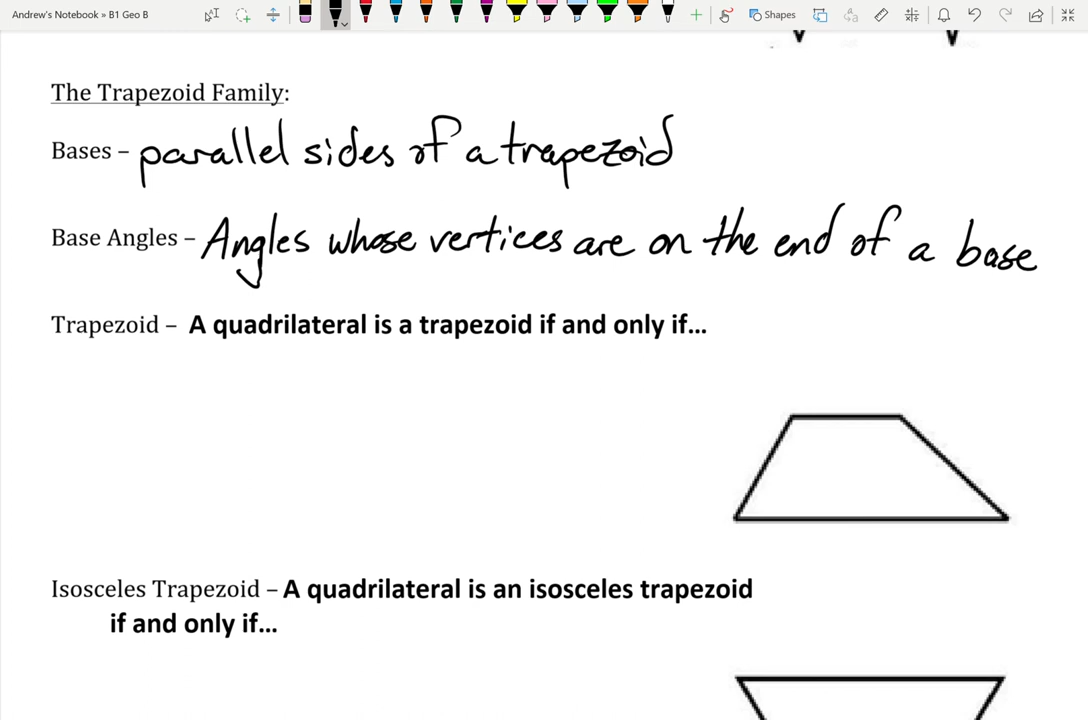 Andrew's Notebook » B1 Geo B
Shapes
The Trapezoid Family:
Bases – parallel sides of a trapezoid
Base Angles – Angles whose vertices are on the end of a base
Trapezoid – A quadrilateral is a trapezoid if and only if...
Isosceles Trapezoid – A quadrilateral is an isosceles trapezoid
if and only if...